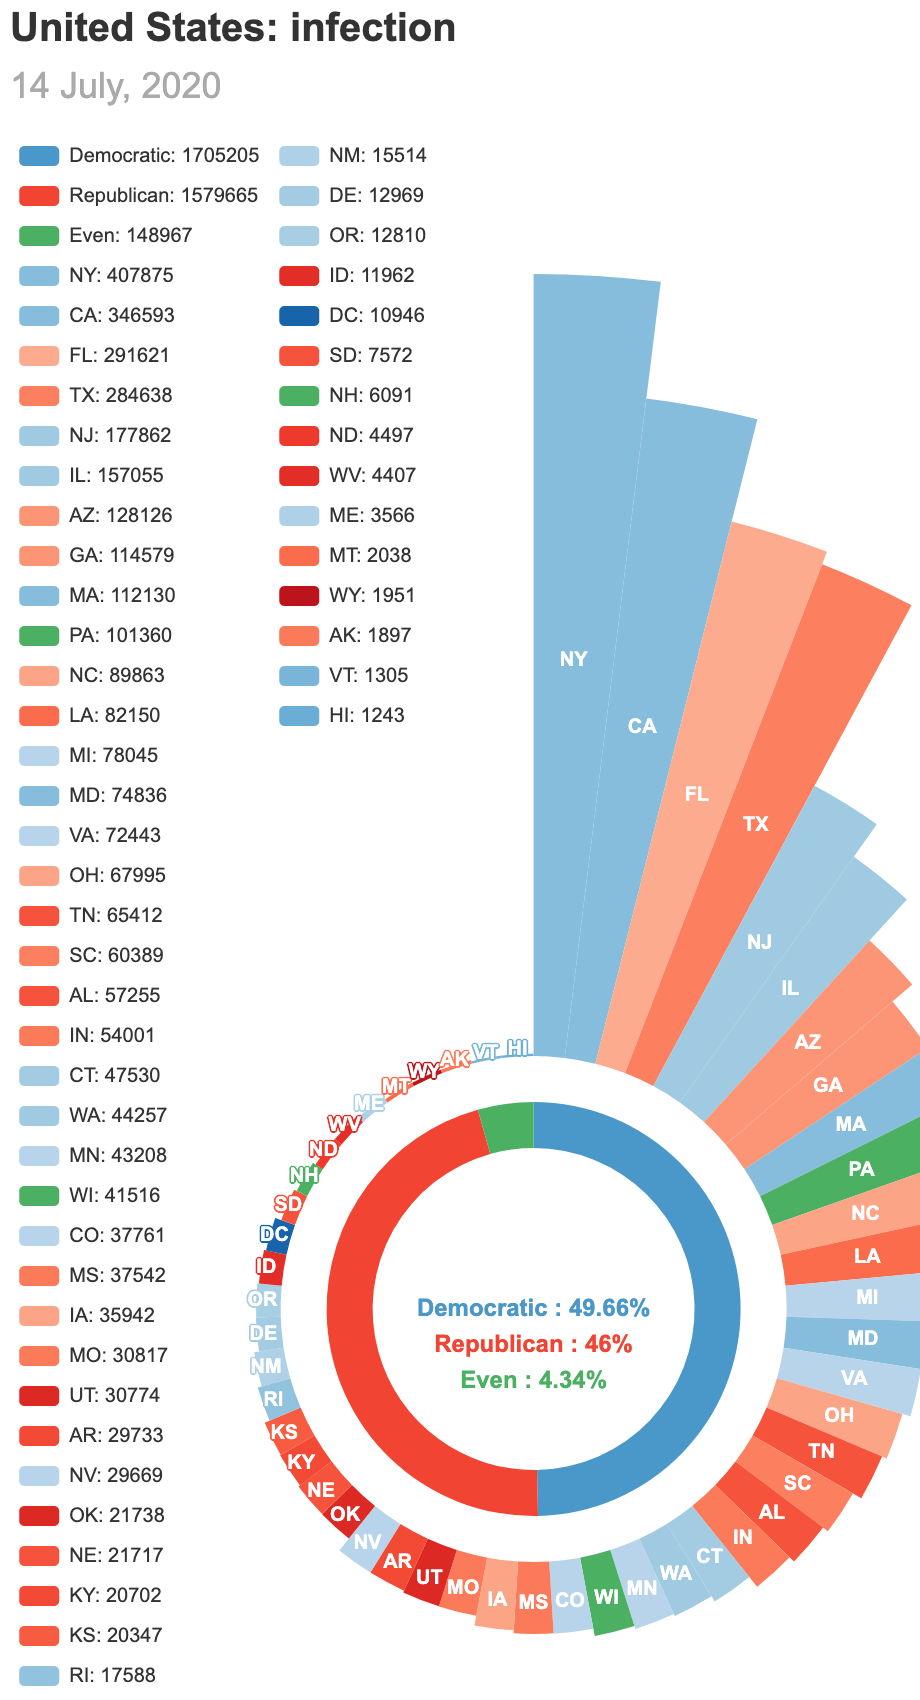 United States: infection
14 July, 2020
Democratic: 1705205
Republican: 1579665
Even: 148967
NY: 407875
CA: 346593
FL: 291621
TX: 284638
NJ: 177862
IL: 157055
AZ: 128126
GA: 114579
MA: 112130
PA: 101360
NC: 89863
LA: 82150
MI: 78045
MD: 74836
VA: 72443
OH: 67995
TN: 65412
SC: 60389
AL: 57255
IN: 54001
CT: 47530
WA: 44257
MN: 43208
WI: 41516
CO: 37761
MS: 37542
IA: 35942
MO: 30817
UT: 30774
AR: 29733
NV: 29669
OK: 21738
NE: 21717
KY: 20702
KS: 20347
RI: 17588
NM: 15514
DE: 12969
OR: 12810
ID: 11962
DC: 10946
SD: 7572
NH: 6091
ND: 4497
WV: 4407
ME: 3566
MT: 2038
WY: 1951
AK: 1897
VT: 1305
HI: 1243
NY
CA
FL
TX
NJ
IL
AZ
GA
MA
PA
NC
LA
MI
MD
VA
OH
TN
SC
AL
IN
CT
WA
MN
WI
CO
MS
IA
MO
UT
AR
NV
OK
NE
KY
KS
RI
NM
DE
OR
ID
DC
SD
NH
ND
WV
ME
MT
WY
AK
VT
HI
Democratic : 49.66%
Republican : 46%
Even : 4.34%